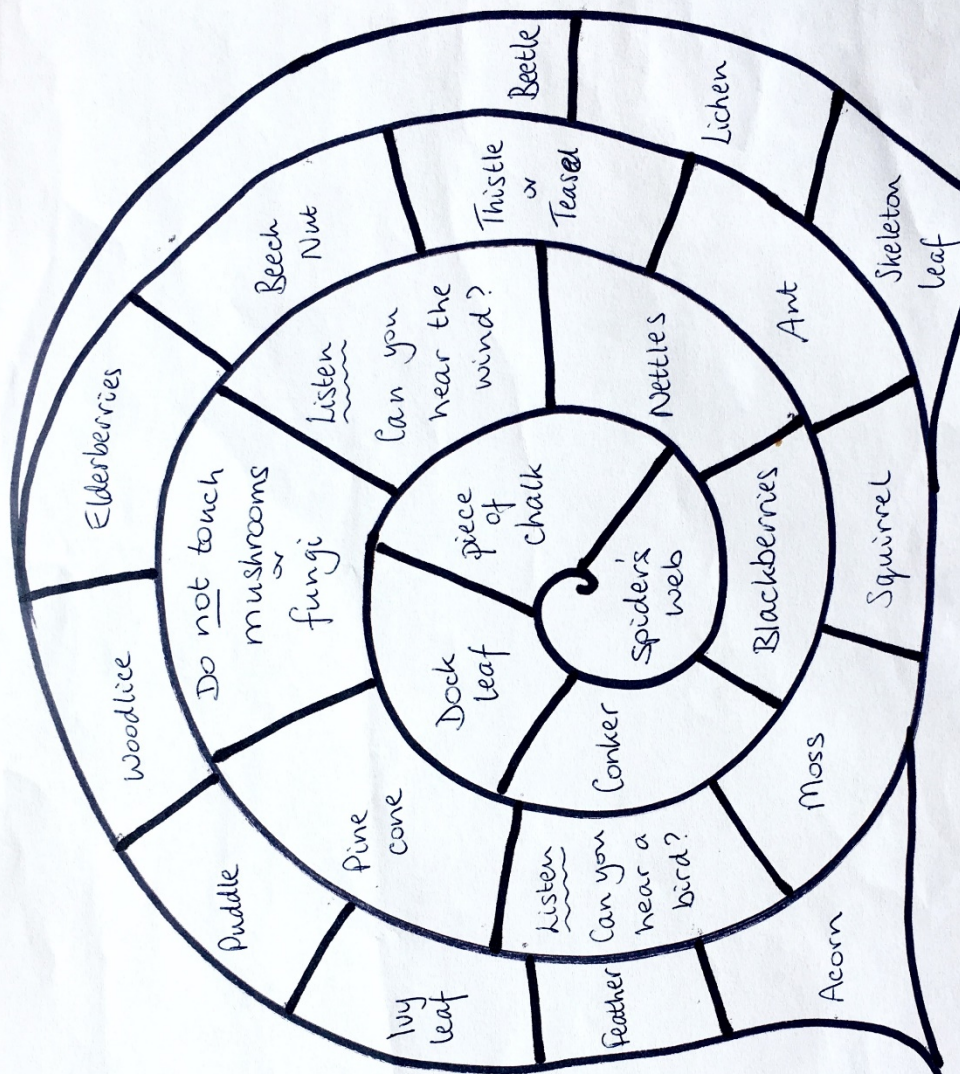 Spider's
web
piece
of
chalk
Dock
leaf
Conker
Blackberries
Nettles
Listen
Can you
hear the
wind?
Do not touch
mushrooms
or
fungi
Pine
cone
Listen
Can you
hear a
bird?
Moss
Squirrel
Ant
Thistle
or
Teasel
Beech
Nut
Elderberries
Woodlice
Puddle
Ivy
leaf
Feather
Acorn
Beetle
Lichen
Skeleton
leaf